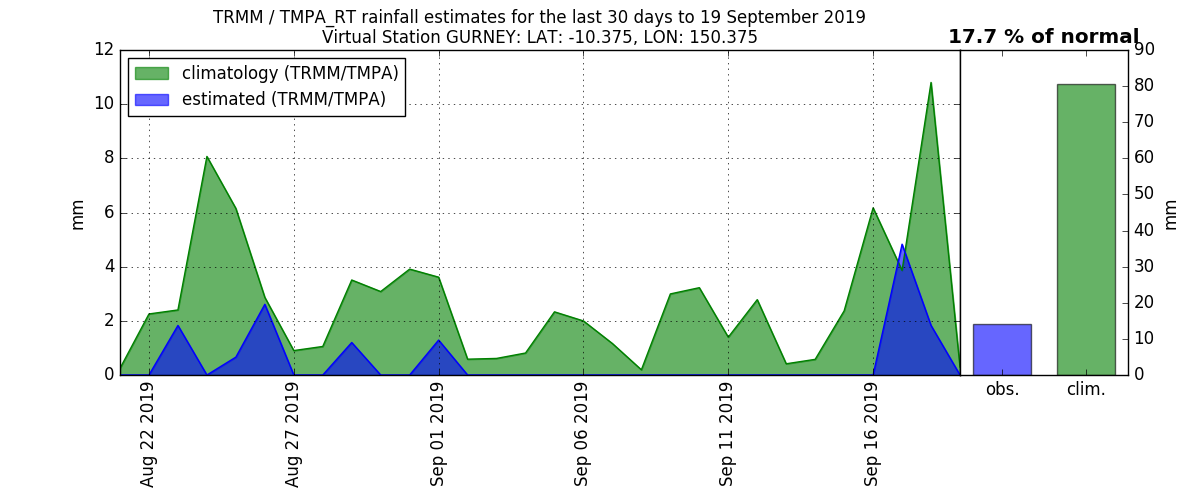 TRMM / TMPA_RT rainfall estimates for the last 30 days to 19 September 2019
Virtual Station GURNEY: LAT: -10.375, LON: 150.375
17.7 % of normal
climatology (TRMM/TMPA)
estimated (TRMM/TMPA)
mm
12
10
8
6
4
2
0
Aug 22 2019
Aug 27 2019
Sep 01 2019
Sep 06 2019
Sep 11 2019
Sep 16 2019
obs.
clim.
90
80
70
60
50
40
30
20
10
0
mm